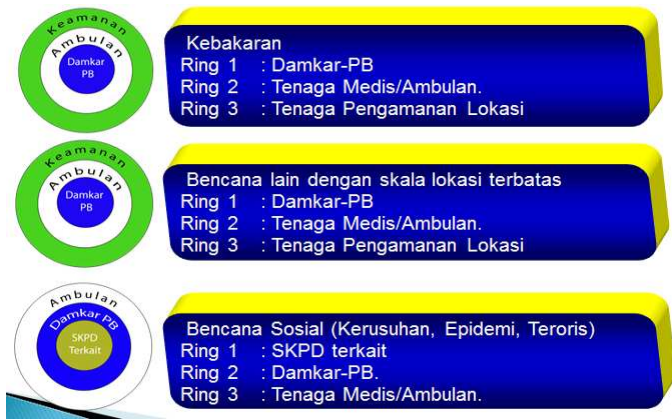 Keamanan
Ambulan
Damkar
PB
Kebakaran
Ring 1 : Damkar-PB
Ring 2 : Tenaga Medis/Ambulan.
Ring 3 : Tenaga Pengamanan Lokasi
Keamanan
Ambulan
Damkar
PB
Bencana lain dengan skala lokasi terbatas
Ring 1 : Damkar-PB
Ring 2 : Tenaga Medis/Ambulan.
Ring 3 : Tenaga Pengamanan Lokasi
Ambulan
Damkar PB
SKPD
Terkait
Bencana Sosial (Kerusuhan, Epidemi, Teroris)
Ring 1 : SKPD terkait
Ring 2 : Damkar-PB.
Ring 3 : Tenaga Medis/Ambulan.